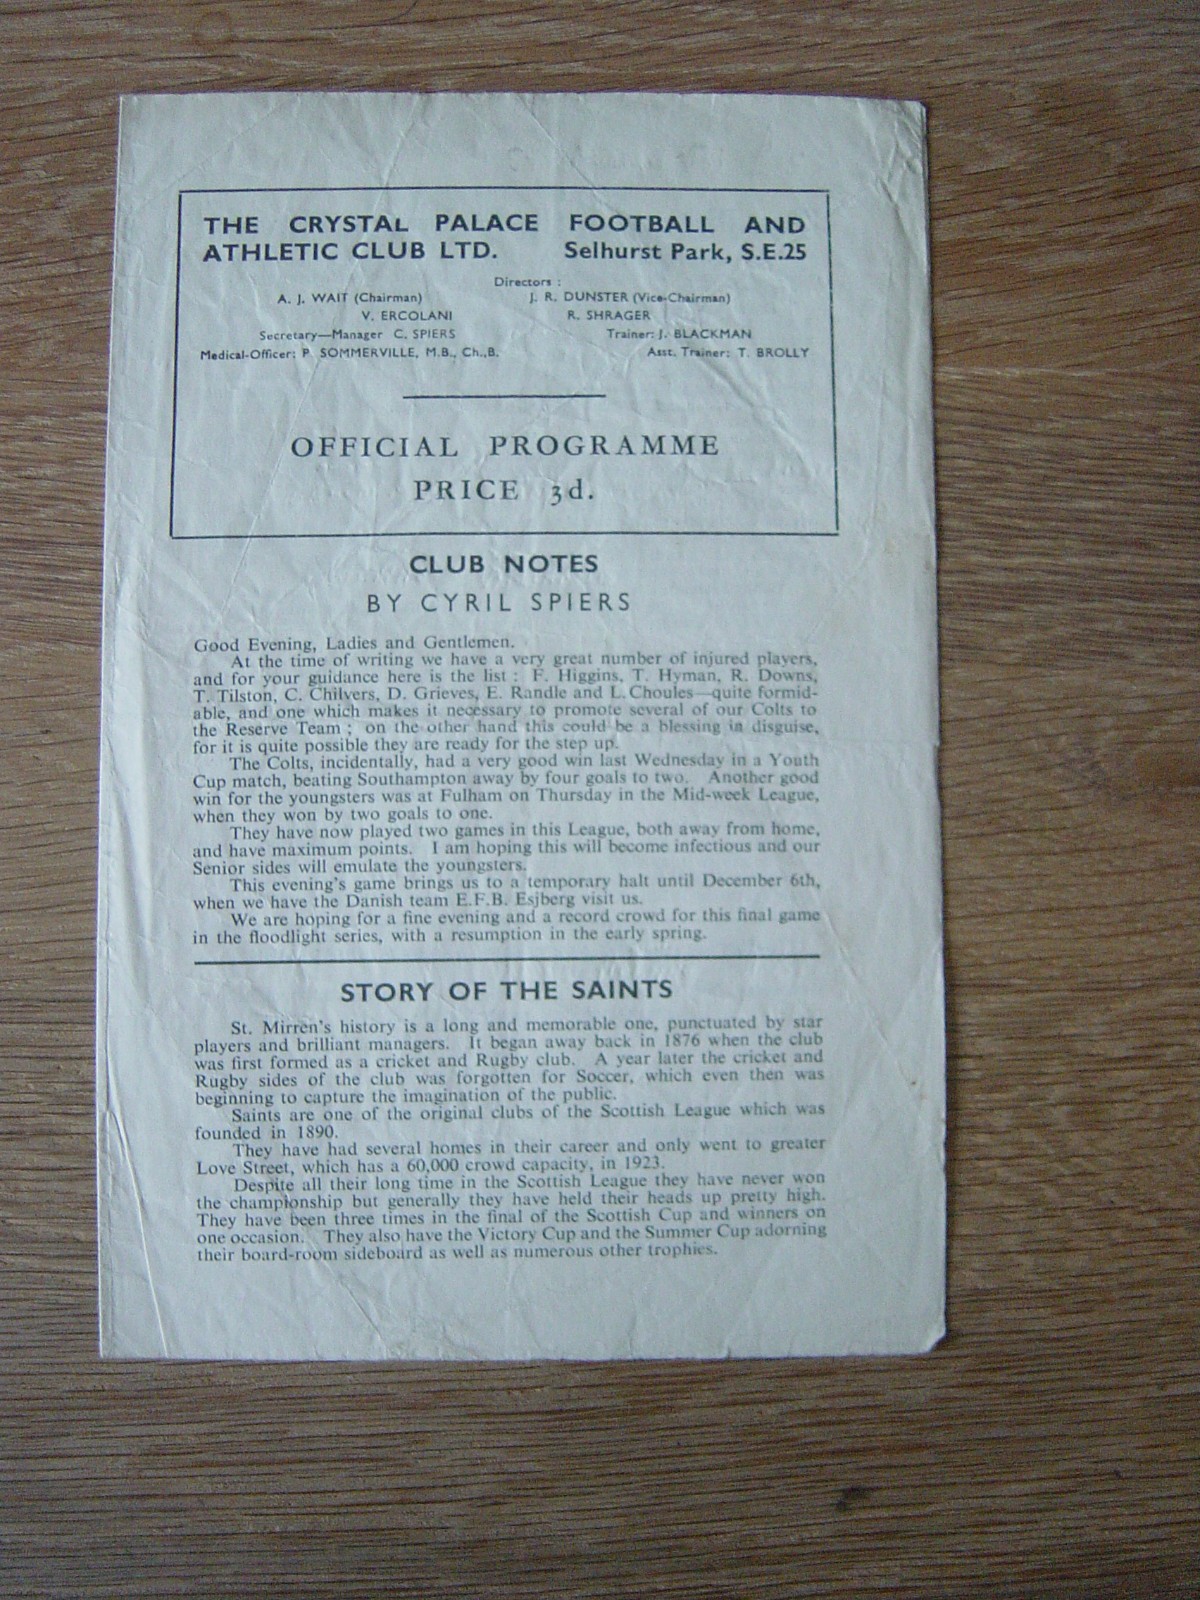 THE CRYSTAL PALACE FOOTBALL AND
ATHLETIC CLUB LTD. Selhurst Park, S.E.25
Directors :
A. J. WAIT (Chairman) J. R. DUNSTER (Vice-Chairman)
V. ERCOLANI R. SHRAGER
Secretary—Manager C. SPIERS Trainer: J. BLACKMAN
Medical-Officer: P. SOMMERVILLE, M.B., Ch.,B. Asst. Trainer: T. BROLLY
OFFICIAL PROGRAMME
PRICE 3d.
CLUB NOTES
BY CYRIL SPIERS
Good Evening, Ladies and Gentlemen.
At the time of writing we have a very great number of injured players,
and for your guidance here is the list : F. Higgins, T. Hyman, R. Downs,
T. Tilston, C. Chilvers, D. Grieves, E. Randle and L. Choules—quite formid-
able, and one which makes it necessary to promote several of our Colts to
the Reserve Team ; on the other hand this could be a blessing in disguise,
for it is quite possible they are ready for the step up.
The Colts, incidentally, had a very good win last Wednesday in a Youth
Cup match, beating Southampton away by four goals to two. Another good
win for the youngsters was at Fulham on Thursday in the Mid-week League,
when they won by two goals to one.
They have now played two games in this League, both away from home,
and have maximum points. I am hoping this will become infectious and our
Senior sides will emulate the youngsters.
This evening's game brings us to a temporary halt until December 6th,
when we have the Danish team E.F.B. Esjberg visit us.
We are hoping for a fine evening and a record crowd for this final game
in the floodlight series, with a resumption in the early spring.
STORY OF THE SAINTS
St. Mirren's history is a long and memorable one, punctuated by star
players and brilliant managers. It began away back in 1876 when the club
was first formed as a cricket and Rugby club. A year later the cricket and
Rugby sides of the club was forgotten for Soccer, which even then was
beginning to capture the imagination of the public.
Saints are one of the original clubs of the Scottish League which was
founded in 1890.
They have had several homes in their career and only went to greater
Love Street, which has a 60,000 crowd capacity, in 1923.
Despite all their long time in the Scottish League they have never won
the championship but generally they have held their heads up pretty high.
They have been three times in the final of the Scottish Cup and winners on
one occasion. They also have the Victory Cup and the Summer Cup adorning
their board-room sideboard as well as numerous other trophies.